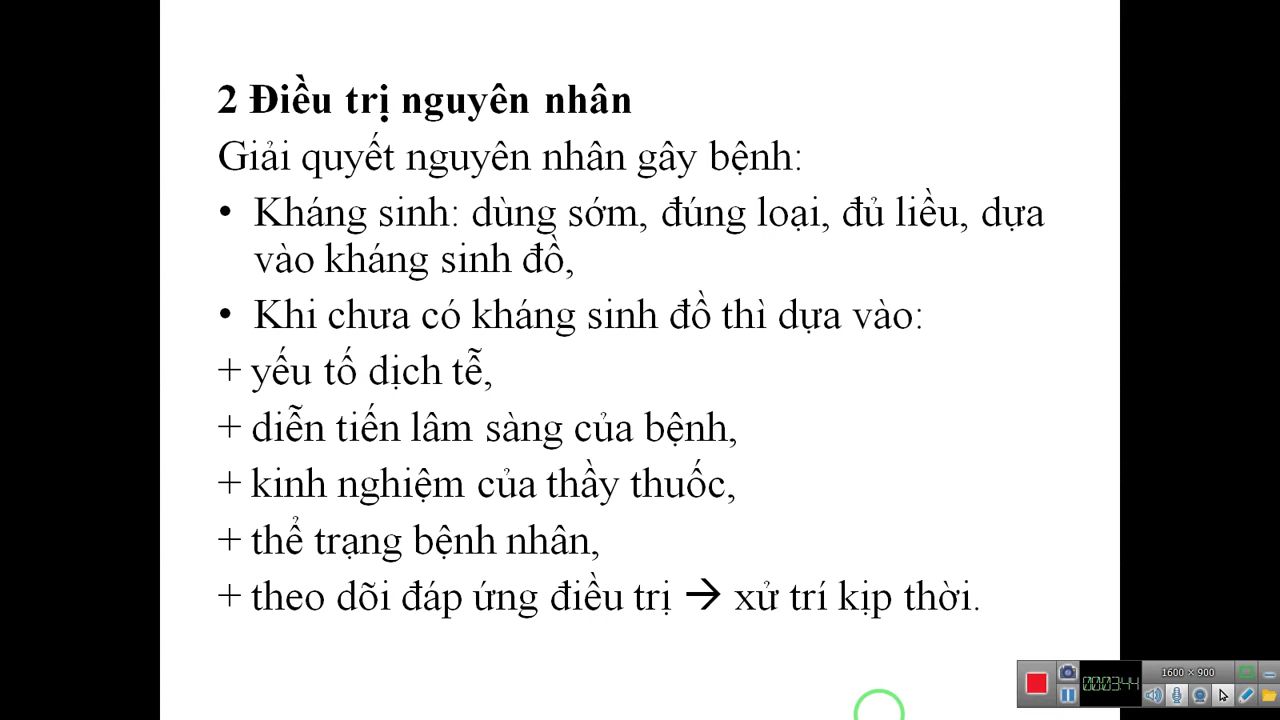 2 Điều trị nguyên nhân
Giải quyết nguyên nhân gây bệnh:
• Kháng sinh: dùng sớm, đúng loại, đủ liều, dựa
vào kháng sinh đồ,
• Khi chưa có kháng sinh đồ thì dựa vào:
+ yếu tố dịch tễ,
+ diễn tiến lâm sàng của bệnh,
+ kinh nghiệm của thầy thuốc,
+ thể trạng bệnh nhân,
+ theo dõi đáp ứng điều trị → xử trí kịp thời.
1600 × 900
00:03:44